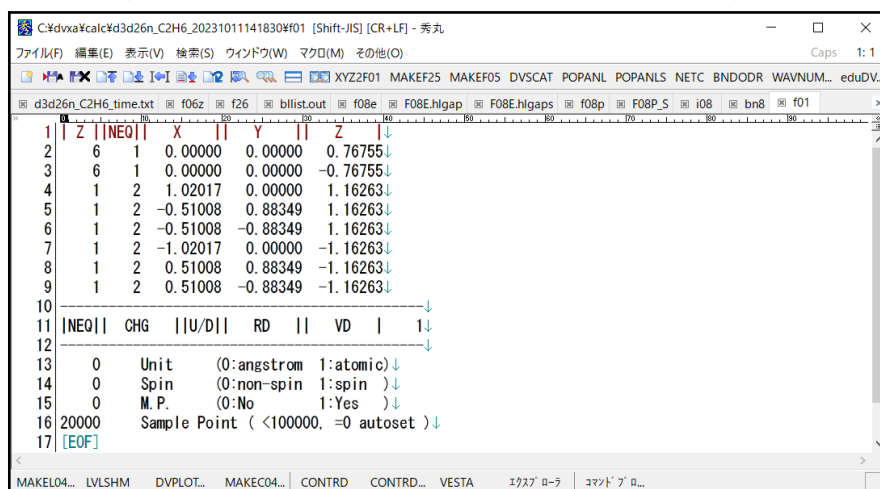 C:¥dvxa¥calc¥d3d26n_C2H6_20231011141830¥f01 [Shift-JIS] [CR+LF] - 秀丸
ファイル(F) 編集(E) 表示(V) 検索(S) ウィンドウ(W) マクロ(M) その他(O) Caps 1: 1
XYZ2F01 MAKEF25 MAKEF05 DVSCAT POPANL POPANLS NETC BNDODR WAVNUM... eduDV...
d3d26n_C2H6_time.txt f06z f26 bllist.out f08e F08E.hlgap F08E.hlgaps f08p F08P_S i08 bn8 f01
0 10 20 30 40 50 60 70 80 90
1 | Z ||NEQ|| X || Y || Z |↓
2 6 1 0.00000 0.00000 0.76755↓
3 6 1 0.00000 0.00000 -0.76755↓
4 1 2 1.02017 0.00000 1.16263↓
5 1 2 -0.51008 0.88349 1.16263↓
6 1 2 -0.51008 -0.88349 1.16263↓
7 1 2 -1.02017 0.00000 -1.16263↓
8 1 2 0.51008 0.88349 -1.16263↓
9 1 2 0.51008 -0.88349 -1.16263↓
10 ---------------------------------------------↓
11 |NEQ|| CHG ||U/D|| RD || VD | 1↓
12 ---------------------------------------------↓
13 0 Unit (0:angstrom 1:atomic)↓
14 0 Spin (0:non-spin 1:spin )↓
15 0 M.P. (0:No 1:Yes )↓
16 20000 Sample Point ( <100000, =0 autoset )↓
17 [EOF]
MAKEL04... LVLSHM DVPLOT... MAKEC04... CONTRD CONTRD... VESTA ｴｸｽﾌﾟﾛｰﾗ ｺﾏﾝﾄﾞﾌﾟﾛ...